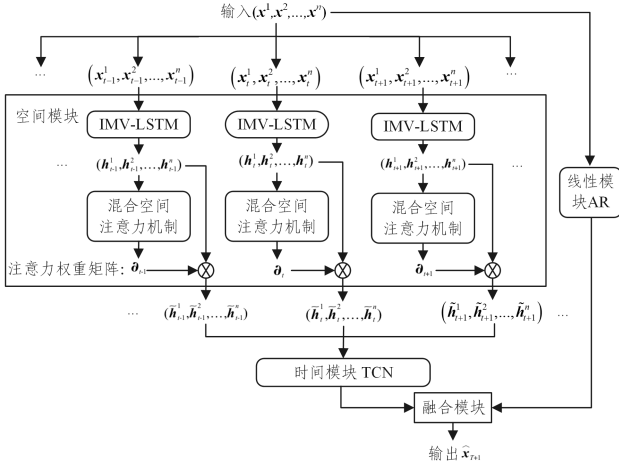 输入(x¹,x²,...,xⁿ)
... (x¹ₜ₋₁,x²ₜ₋₁,...,xⁿₜ₋₁) (x¹ₜ,x²ₜ,...,xⁿₜ) (x¹ₜ₊₁,x²ₜ₊₁,...,xⁿₜ₊₁) ...
空间模块
IMV-LSTM IMV-LSTM IMV-LSTM
... (h¹ₜ₋₁,h²ₜ₋₁,...,hⁿₜ₋₁) (h¹ₜ,h²ₜ,...,hⁿₜ) (h¹ₜ₊₁,h²ₜ₊₁,...,hⁿₜ₊₁) ...
混合空间 混合空间 混合空间
注意力机制 注意力机制 注意力机制
线性模
块AR
注意力权重矩阵: ∂ₜ₋₁ ∂ₜ ∂ₜ₊₁
... (h̃¹ₜ₋₁,h̃²ₜ₋₁,...,h̃ⁿₜ₋₁) (h̃¹ₜ,h̃²ₜ,...,h̃ⁿₜ) (h̃¹ₜ₊₁,h̃²ₜ₊₁,...,h̃ⁿₜ₊₁) ...
时间模块 TCN
融合模块
输出 x̂_{T+1}